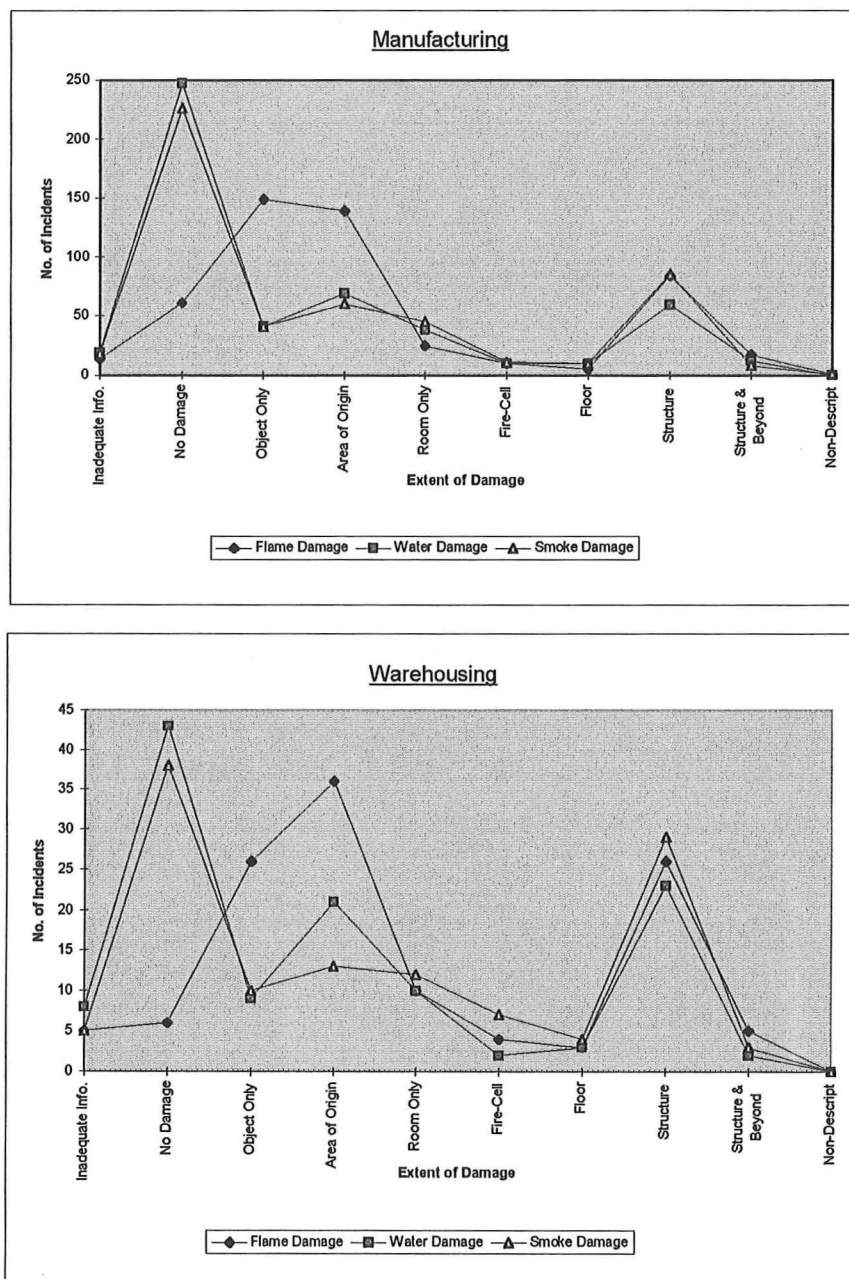 Manufacturing
250
200
150
100
50
0
No. of Incidents
Inadequate Info.
No Damage
Object Only
Area of Origin
Room Only
Fire-Cell
Floor
Structure
Structure &
Beyond
Non-Descript
Extent of Damage
Flame Damage Water Damage Smoke Damage
Warehousing
45
40
35
30
25
20
15
10
5
0
No. of Incidents
Inadequate Info.
No Damage
Object Only
Area of Origin
Room Only
Fire-Cell
Floor
Structure
Structure &
Beyond
Non-Descript
Extent of Damage
Flame Damage Water Damage Smoke Damage